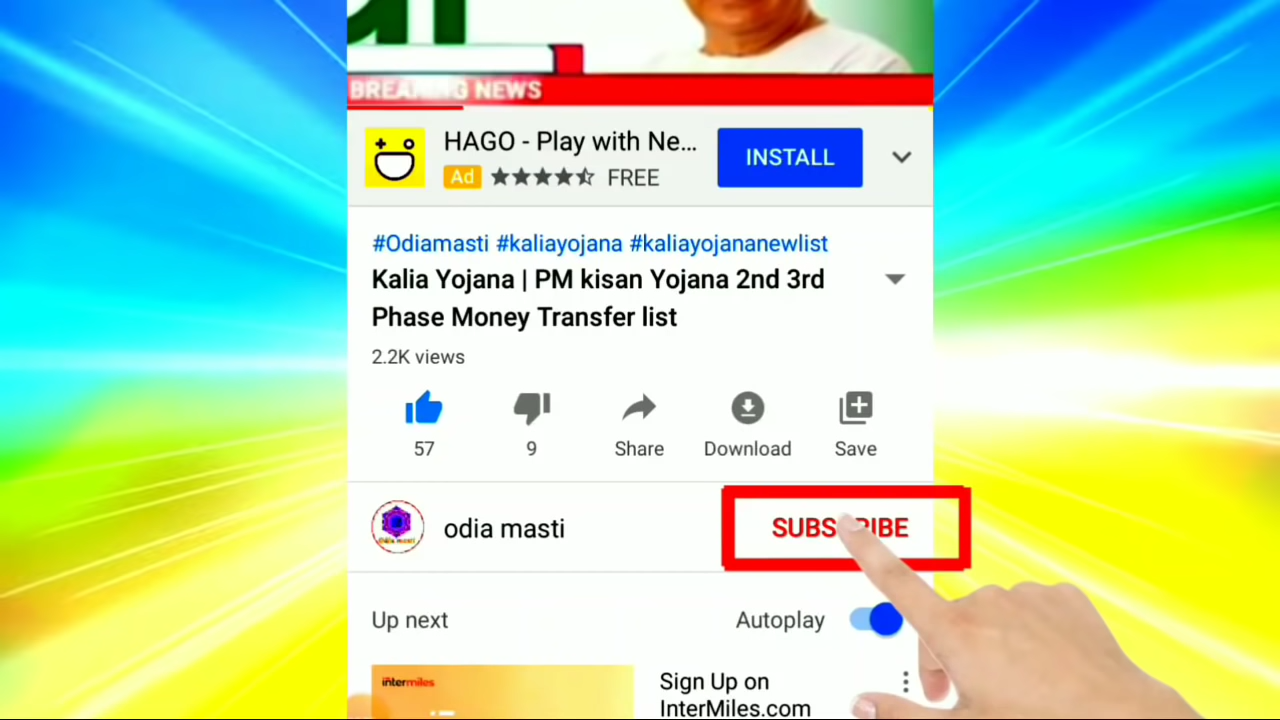 BREAKING NEWS
HAGO - Play with Ne...
INSTALL
Ad
FREE
#Odiamasti #kaliayojana #kaliayojananewlist
Kalia Yojana | PM kisan Yojana 2nd 3rd
Phase Money Transfer list
2.2K views
57
9
Share
Download
Save
odia masti
SUBSCRIBE
Up next
Autoplay
intermiles
Sign Up on
InterMiles.com